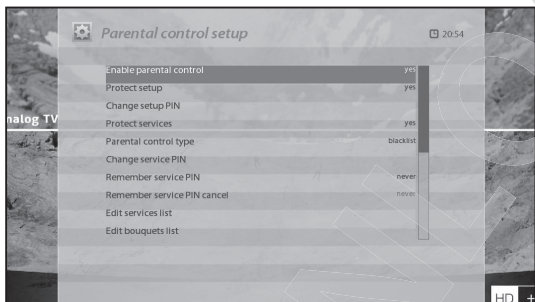 Parental control setup 20:54
Enable parental control yes
Protect setup yes
Change setup PIN
nalog TV
Protect services yes
Parental control type blacklist
Change service PIN
Remember service PIN never
Remember service PIN cancel never
Edit services list
Edit bouquets list
HD +